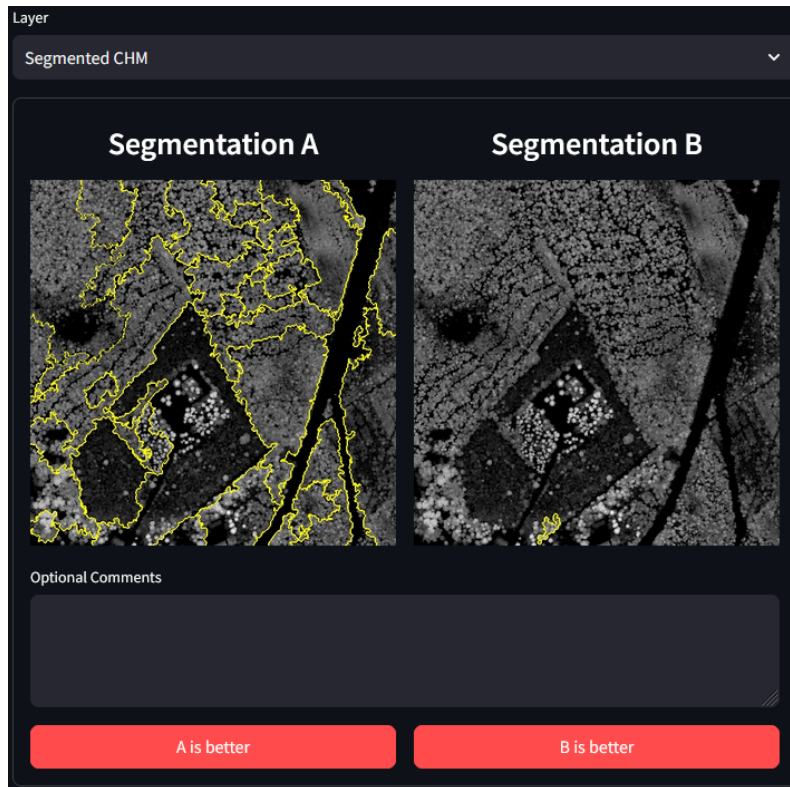 Layer
Segmented CHM
Segmentation A
Segmentation B
Optional Comments
A is better
B is better